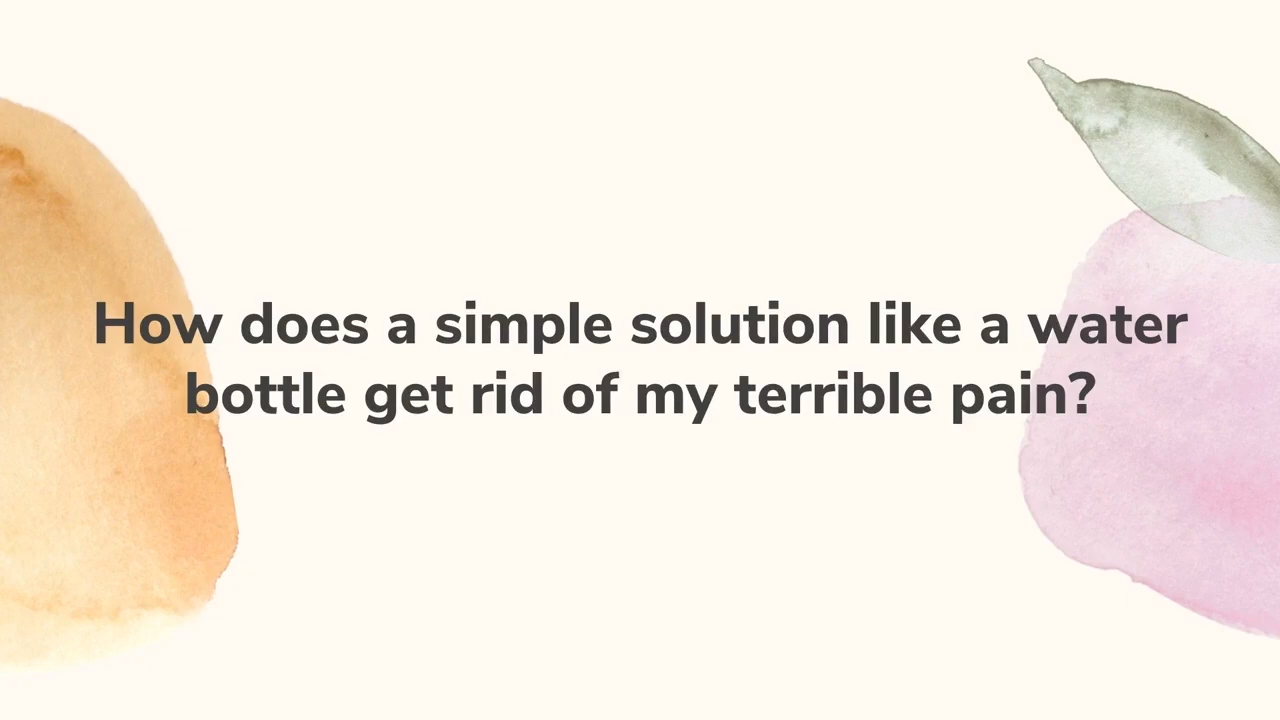 How does a simple solution like a water
bottle get rid of my terrible pain?